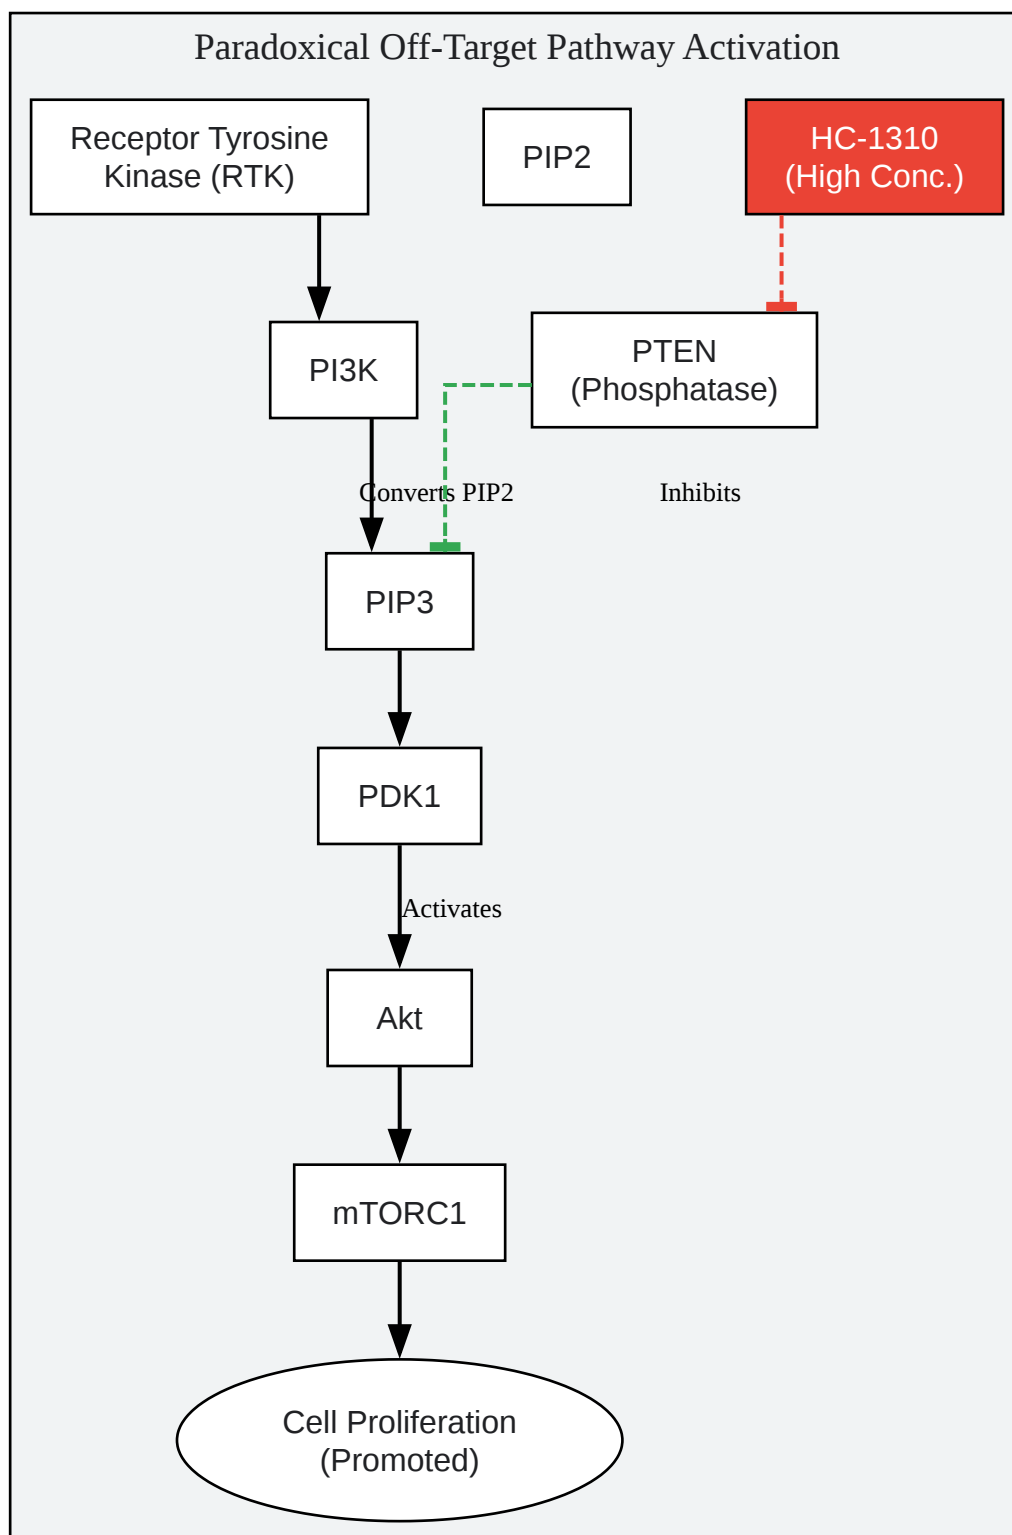 Paradoxical Off-Target Pathway Activation
Receptor Tyrosine
Kinase (RTK)
PIP2
HC-1310
(High Conc.)
PI3K
PTEN
(Phosphatase)
Converts PIP2
Inhibits
PIP3
PDK1
Activates
Akt
mTORC1
Cell Proliferation
(Promoted)